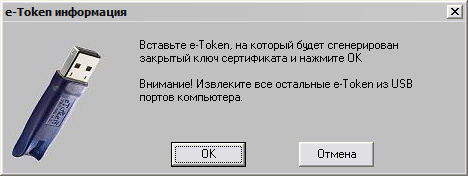 e-Token информация
Вставьте e-Token, на который будет сгенерирован
закрытый ключ сертификата и нажмите OK
Внимание! Извлеките все остальные e-Token из USB
портов компьютера.
OK
Отмена